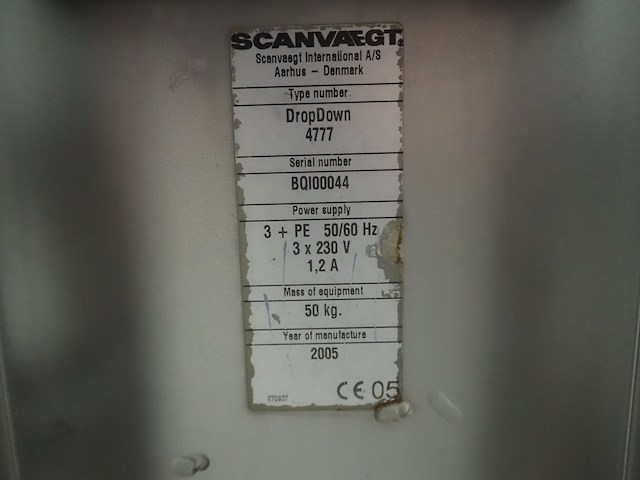 SCANVAEGT®
Scanvaegt International A/S
Aarhus – Denmark
Type number
DropDown
4777
Serial number
BQI00044
Power supply
3 + PE 50/60 Hz
3 x 230 V
1,2 A
Mass of equipment
50 kg.
Year of manufacture
2005
670937 CE 05